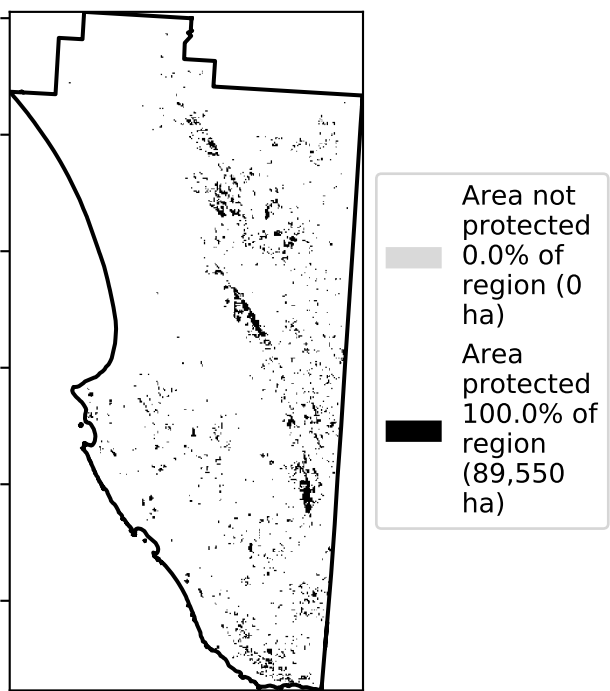 Area not
protected
0.0% of
region (0
ha)
Area
protected
100.0% of
region
(89,550
ha)